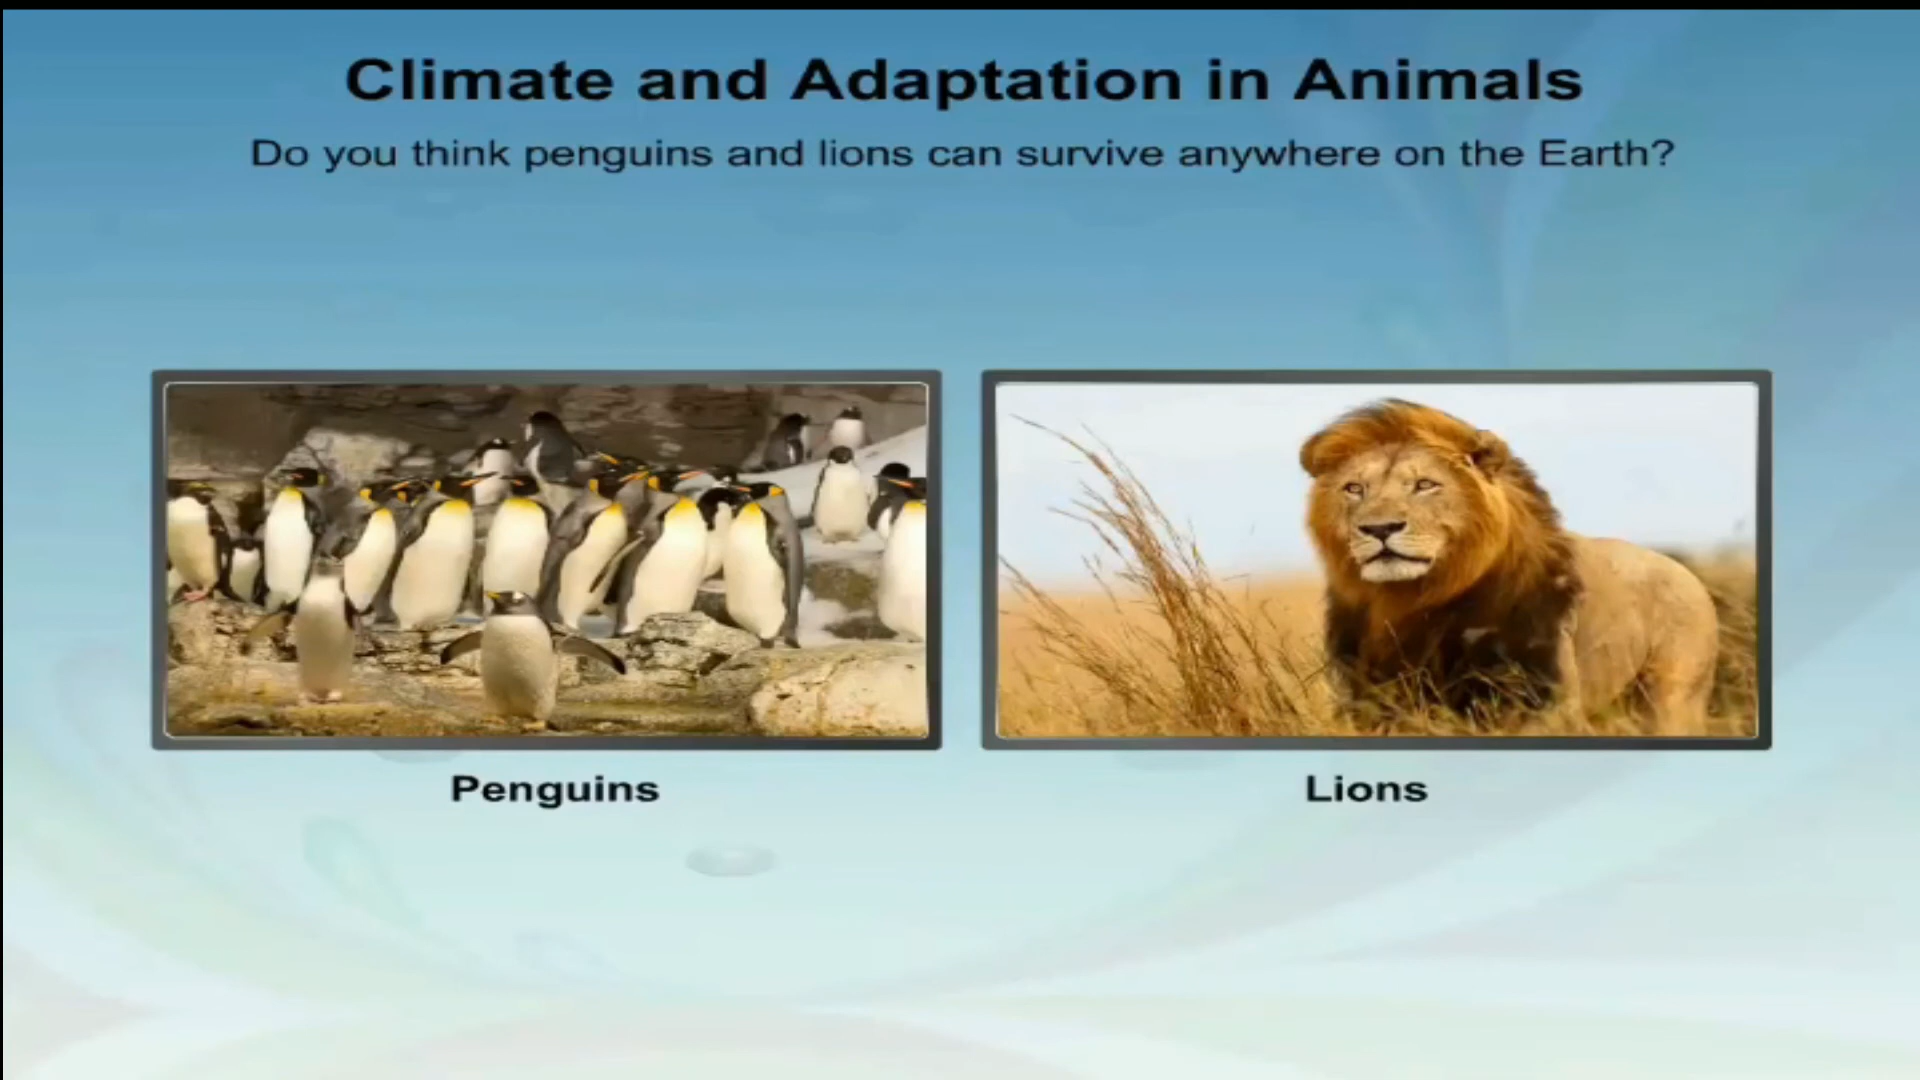 Climate and Adaptation in Animals
Do you think penguins and lions can survive anywhere on the Earth?
Penguins
Lions